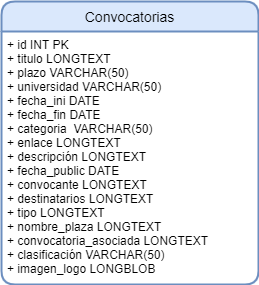 Convocatorias
+ id INT PK
+ titulo LONGTEXT
+ plazo VARCHAR(50)
+ universidad VARCHAR(50)
+ fecha_ini DATE
+ fecha_fin DATE
+ categoria  VARCHAR(50)
+ enlace LONGTEXT
+ descripción LONGTEXT
+ fecha_public DATE
+ convocante LONGTEXT
+ destinatarios LONGTEXT
+ tipo LONGTEXT
+ nombre_plaza LONGTEXT
+ convocatoria_asociada LONGTEXT
+ clasificación VARCHAR(50)
+ imagen_logo LONGBLOB